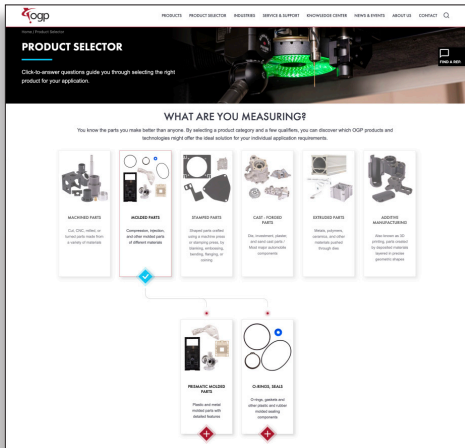 ogp
PRODUCTS PRODUCT SELECTOR INDUSTRIES SERVICE & SUPPORT KNOWLEDGE CENTER NEWS & EVENTS ABOUT US CONTACT
Home | Product Selector
PRODUCT SELECTOR
Click-to-answer questions guide you through selecting the right
product for your application.
FIND A REP
WHAT ARE YOU MEASURING?
You know the parts you make better than anyone. By selecting a product category and a few qualifiers, you can discover which OGP products and
technologies might offer the ideal solution for your individual application requirements.
MACHINED PARTS
Cut, CNC, milled, or
turned parts made from
a variety of materials
MOLDED PARTS
Compression, injection,
and other molded parts
of different materials
STAMPED PARTS
Shaped parts crafted
using a machine press
or stamping press, by
blanking, embossing,
bending, flanging, or
coining
CAST - FORGED
PARTS
Die, investment, plaster,
and sand cast parts /
Most major automobile
components
EXTRUDED PARTS
Metals, polymers,
ceramics, and other
materials pushed
through dies
ADDITIVE
MANUFACTURING
Also known as 3D
printing, parts created
by deposited materials
layered in precise
geometric shapes
PRISMATIC MOLDED
PARTS
Plastic and metal
molded parts with
detailed features
O-RINGS, SEALS
O-rings, gaskets and
other plastic and rubber
molded sealing
components